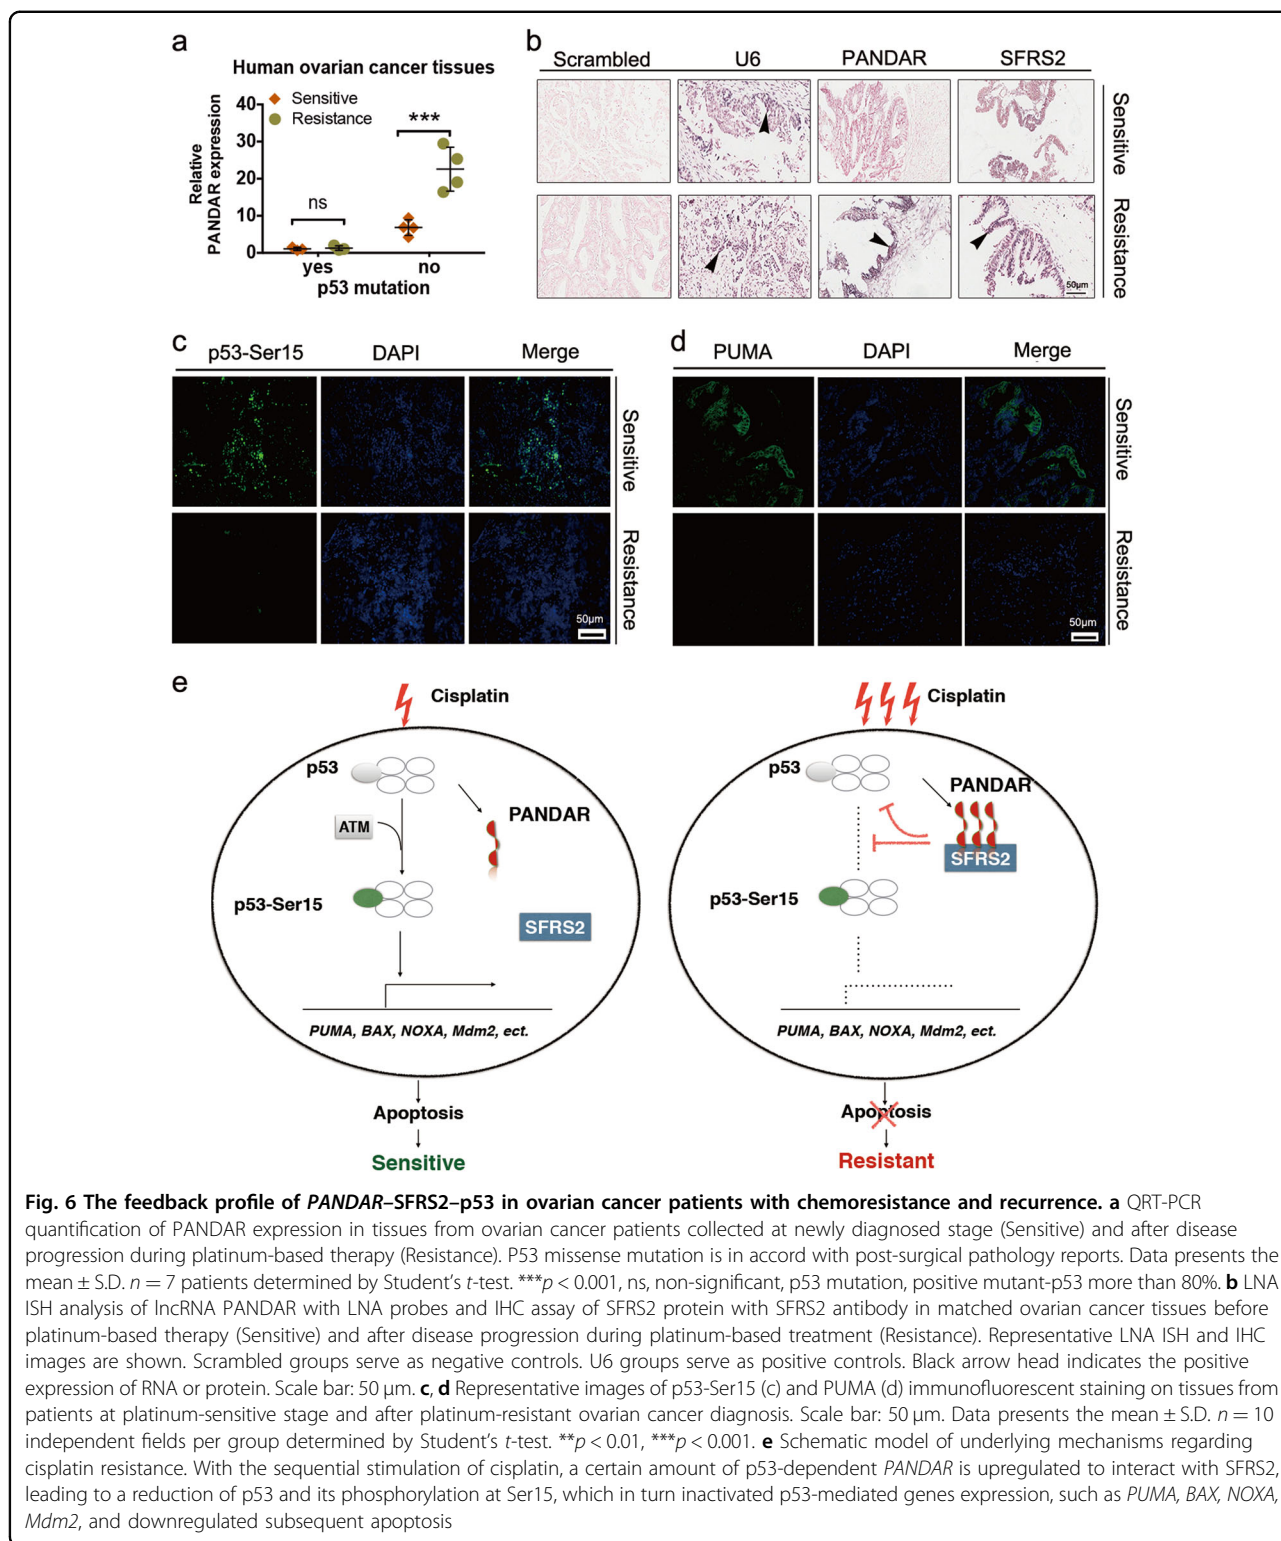 a
Human ovarian cancer tissues
Sensitive
Resistance
Relative
PANDAR expression
40
30
20
10
0
ns
***
yes
no
p53 mutation
b
Scrambled
U6
PANDAR
SFRS2
Sensitive
Resistance
50μm
c
p53-Ser15
DAPI
Merge
Sensitive
Resistance
50μm
d
PUMA
DAPI
Merge
Sensitive
Resistance
50μm
e
Cisplatin
p53
PANDAR
ATM
p53-Ser15
SFRS2
PUMA, BAX, NOXA, Mdm2, ect.
Apoptosis
Sensitive
Cisplatin
p53
PANDAR
SFRS2
p53-Ser15
PUMA, BAX, NOXA, Mdm2, ect.
Apoptosis
Resistant
Fig. 6 The feedback profile of PANDAR–SFRS2–p53 in ovarian cancer patients with chemoresistance and recurrence. a QRT-PCR
quantification of PANDAR expression in tissues from ovarian cancer patients collected at newly diagnosed stage (Sensitive) and after disease
progression during platinum-based therapy (Resistance). P53 missense mutation is in accord with post-surgical pathology reports. Data presents the
mean ± S.D. n = 7 patients determined by Student's t-test. ***p < 0.001, ns, non-significant, p53 mutation, positive mutant-p53 more than 80%. b LNA
ISH analysis of lncRNA PANDAR with LNA probes and IHC assay of SFRS2 protein with SFRS2 antibody in matched ovarian cancer tissues before
platinum-based therapy (Sensitive) and after disease progression during platinum-based treatment (Resistance). Representative LNA ISH and IHC
images are shown. Scrambled groups serve as negative controls. U6 groups serve as positive controls. Black arrow head indicates the positive
expression of RNA or protein. Scale bar: 50 μm. c, d Representative images of p53-Ser15 (c) and PUMA (d) immunofluorescent staining on tissues from
patients at platinum-sensitive stage and after platinum-resistant ovarian cancer diagnosis. Scale bar: 50 μm. Data presents the mean ± S.D. n = 10
independent fields per group determined by Student's t-test. **p < 0.01, ***p < 0.001. e Schematic model of underlying mechanisms regarding
cisplatin resistance. With the sequential stimulation of cisplatin, a certain amount of p53-dependent PANDAR is upregulated to interact with SFRS2,
leading to a reduction of p53 and its phosphorylation at Ser15, which in turn inactivated p53-mediated genes expression, such as PUMA, BAX, NOXA,
Mdm2, and downregulated subsequent apoptosis